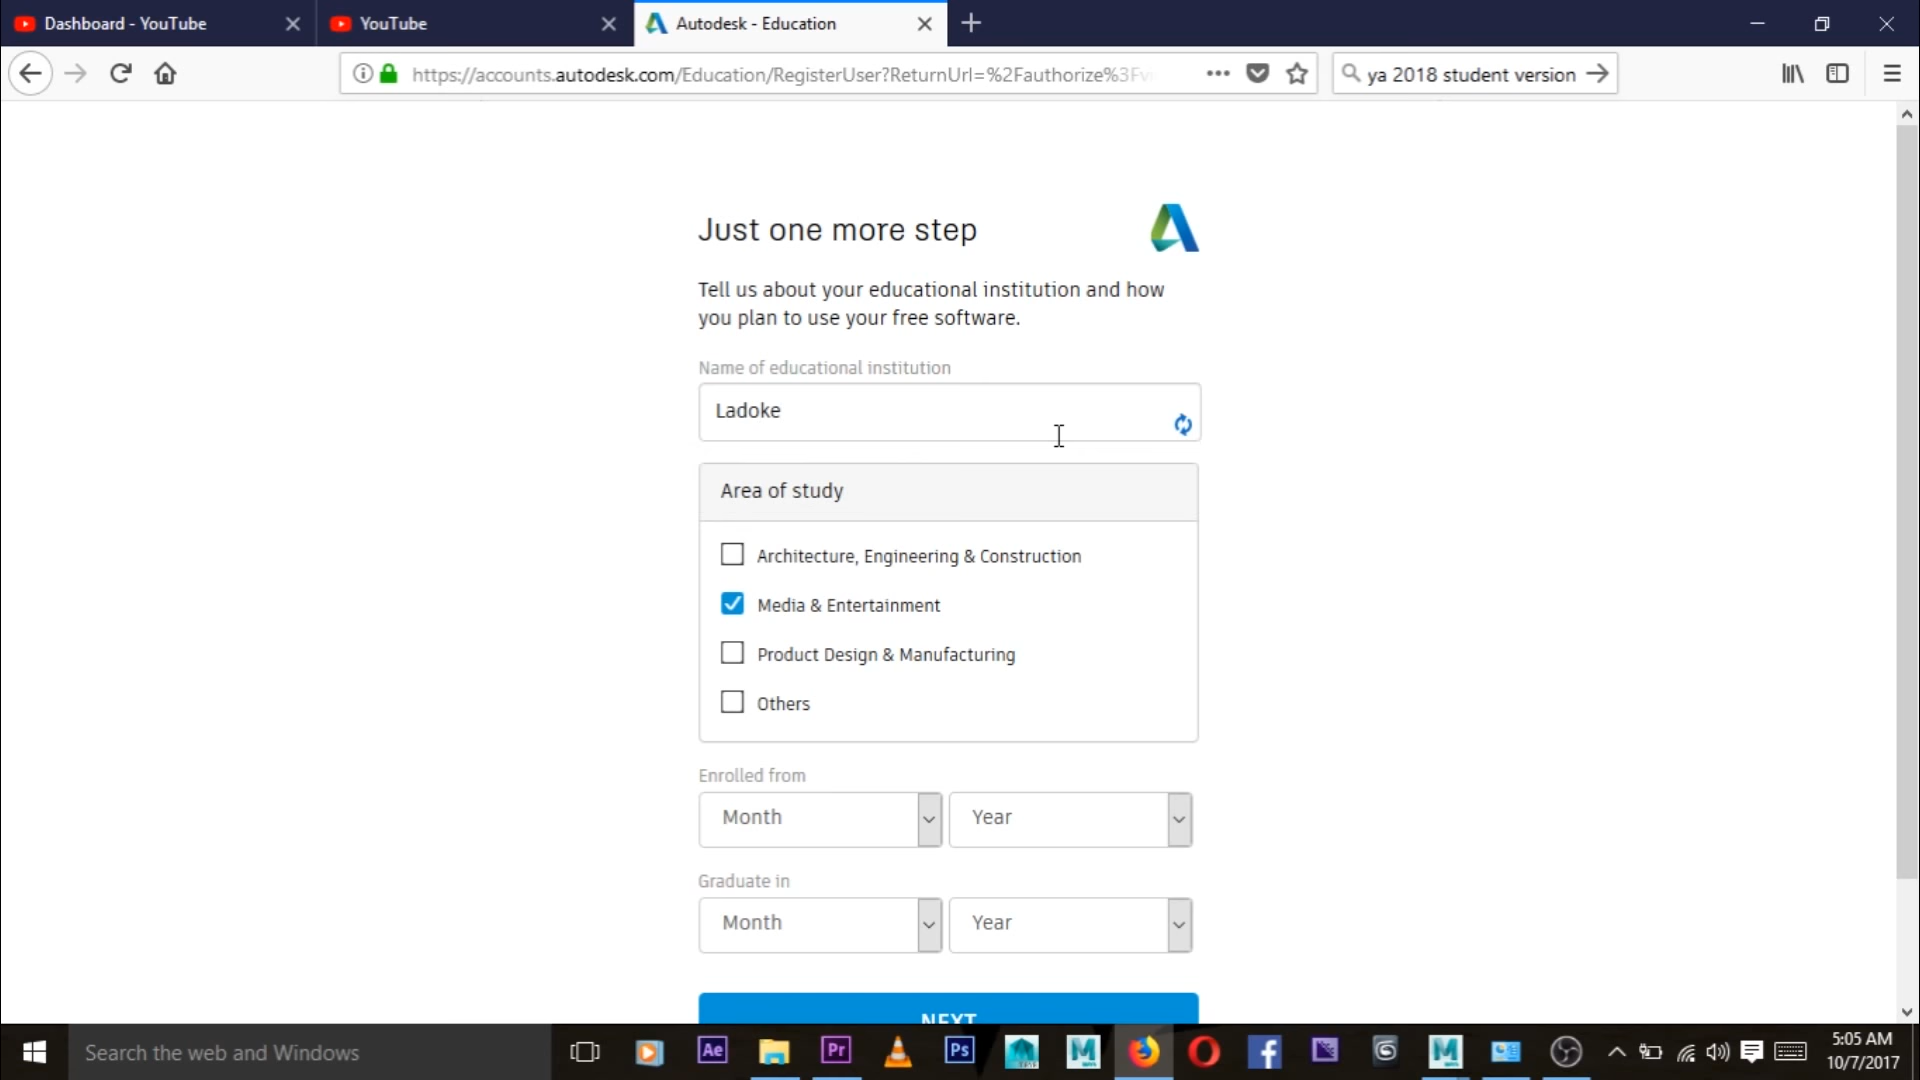 Dashboard - YouTube
YouTube
Autodesk - Education
https://accounts.autodesk.com/Education/RegisterUser?ReturnUrl=%2Fauthorize%3Fv
ya 2018 student version
Just one more step
Tell us about your educational institution and how
you plan to use your free software.
Name of educational institution
Ladoke
Area of study
Architecture, Engineering & Construction
Media & Entertainment
Product Design & Manufacturing
Others
Enrolled from
Month Year
Graduate in
Month Year
NEXT
Search the web and Windows
Ae
Pr
Ps
M
M
5:05 AM
10/7/2017